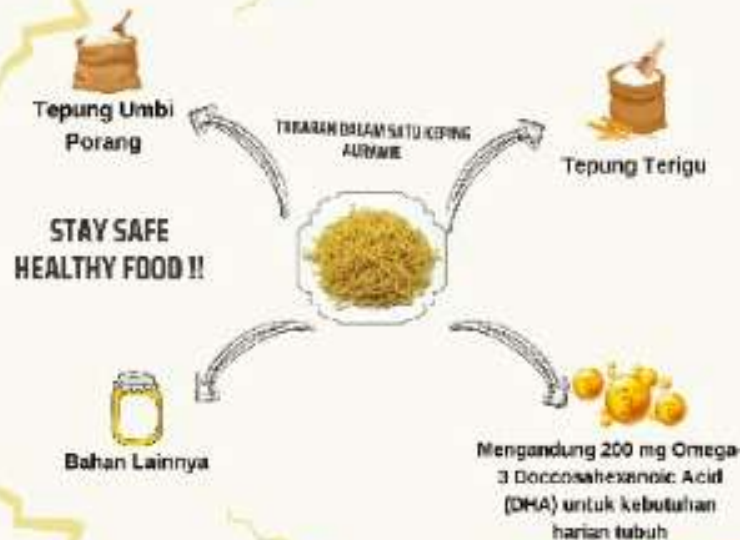 Tepung Umbi
Porang
TAKARAN DALAM SATU KEPING
AURAMIE
Tepung Terigu
STAY SAFE
HEALTHY FOOD !!
Bahan Lainnya
Mengandung 200 mg Omega-
3 Doccosahexanoic Acid
(DHA) untuk kebutuhan
harian tubuh